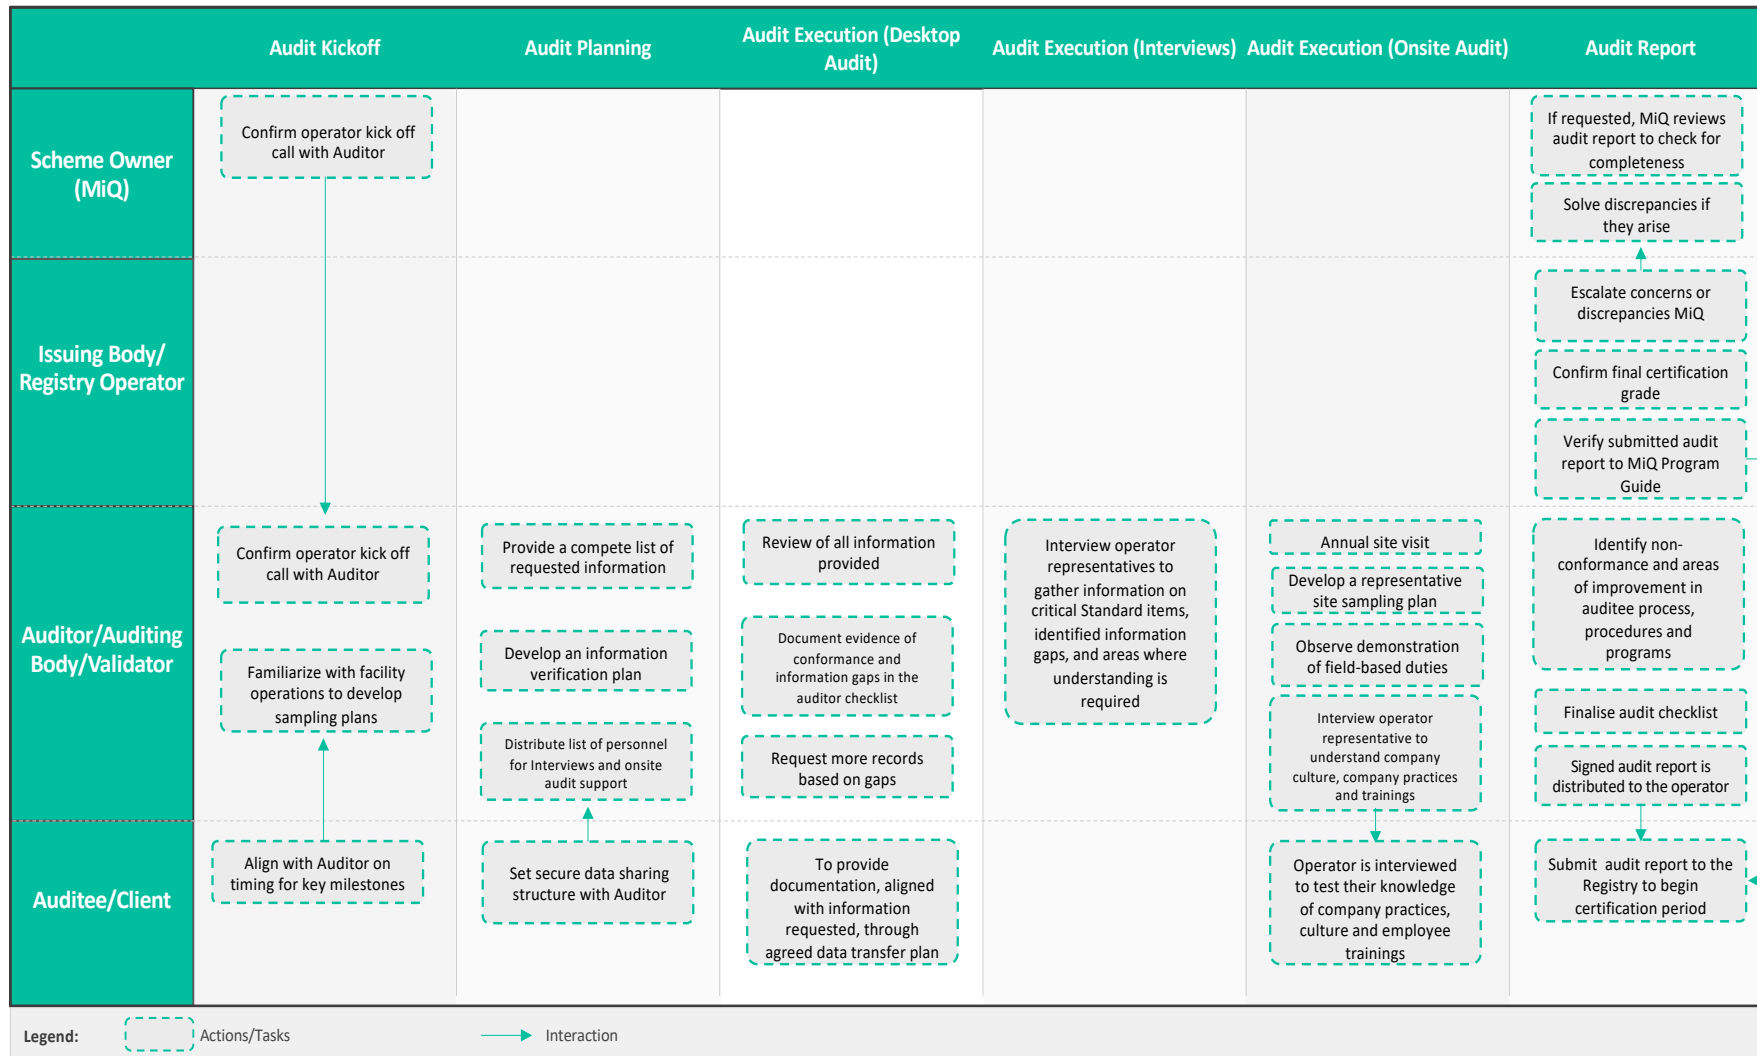 Audit Kickoff
Audit Planning
Audit Execution (Desktop
Audit)
Audit Execution (Interviews)
Audit Execution (Onsite Audit)
Audit Report
Scheme Owner
(MiQ)
Confirm operator kick off
call with Auditor
If requested, MiQ reviews
audit report to check for
completeness
Solve discrepancies if
they arise
Issuing Body/
Registry Operator
Escalate concerns or
discrepancies MiQ
Confirm final certification
grade
Verify submitted audit
report to MiQ Program
Guide
Auditor/Auditing
Body/Validator
Confirm operator kick off
call with Auditor
Familiarize with facility
operations to develop
sampling plans
Provide a compete list of
requested information
Develop an information
verification plan
Distribute list of personnel
for Interviews and onsite
audit support
Review of all information
provided
Document evidence of
conformance and
information gaps in the
auditor checklist
Request more records
based on gaps
Interview operator
representatives to
gather information on
critical Standard items,
identified information
gaps, and areas where
understanding is
required
Annual site visit
Develop a representative
site sampling plan
Observe demonstration
of field-based duties
Interview operator
representative to
understand company
culture, company practices
and trainings
Identify non-
conformance and areas
of improvement in
auditee process,
procedures and
programs
Finalise audit checklist
Signed audit report is
distributed to the operator
Auditee/Client
Align with Auditor on
timing for key milestones
Set secure data sharing
structure with Auditor
To provide
documentation, aligned
with information
requested, through
agreed data transfer plan
Operator is interviewed
to test their knowledge
of company practices,
culture and employee
trainings
Submit audit report to the
Registry to begin
certification period
Legend:
Actions/Tasks
Interaction